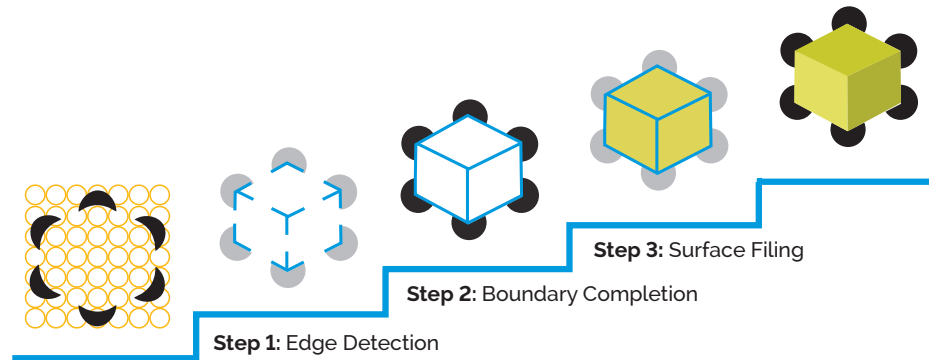 Step 3: Surface Filing
Step 2: Boundary Completion
Step 1: Edge Detection